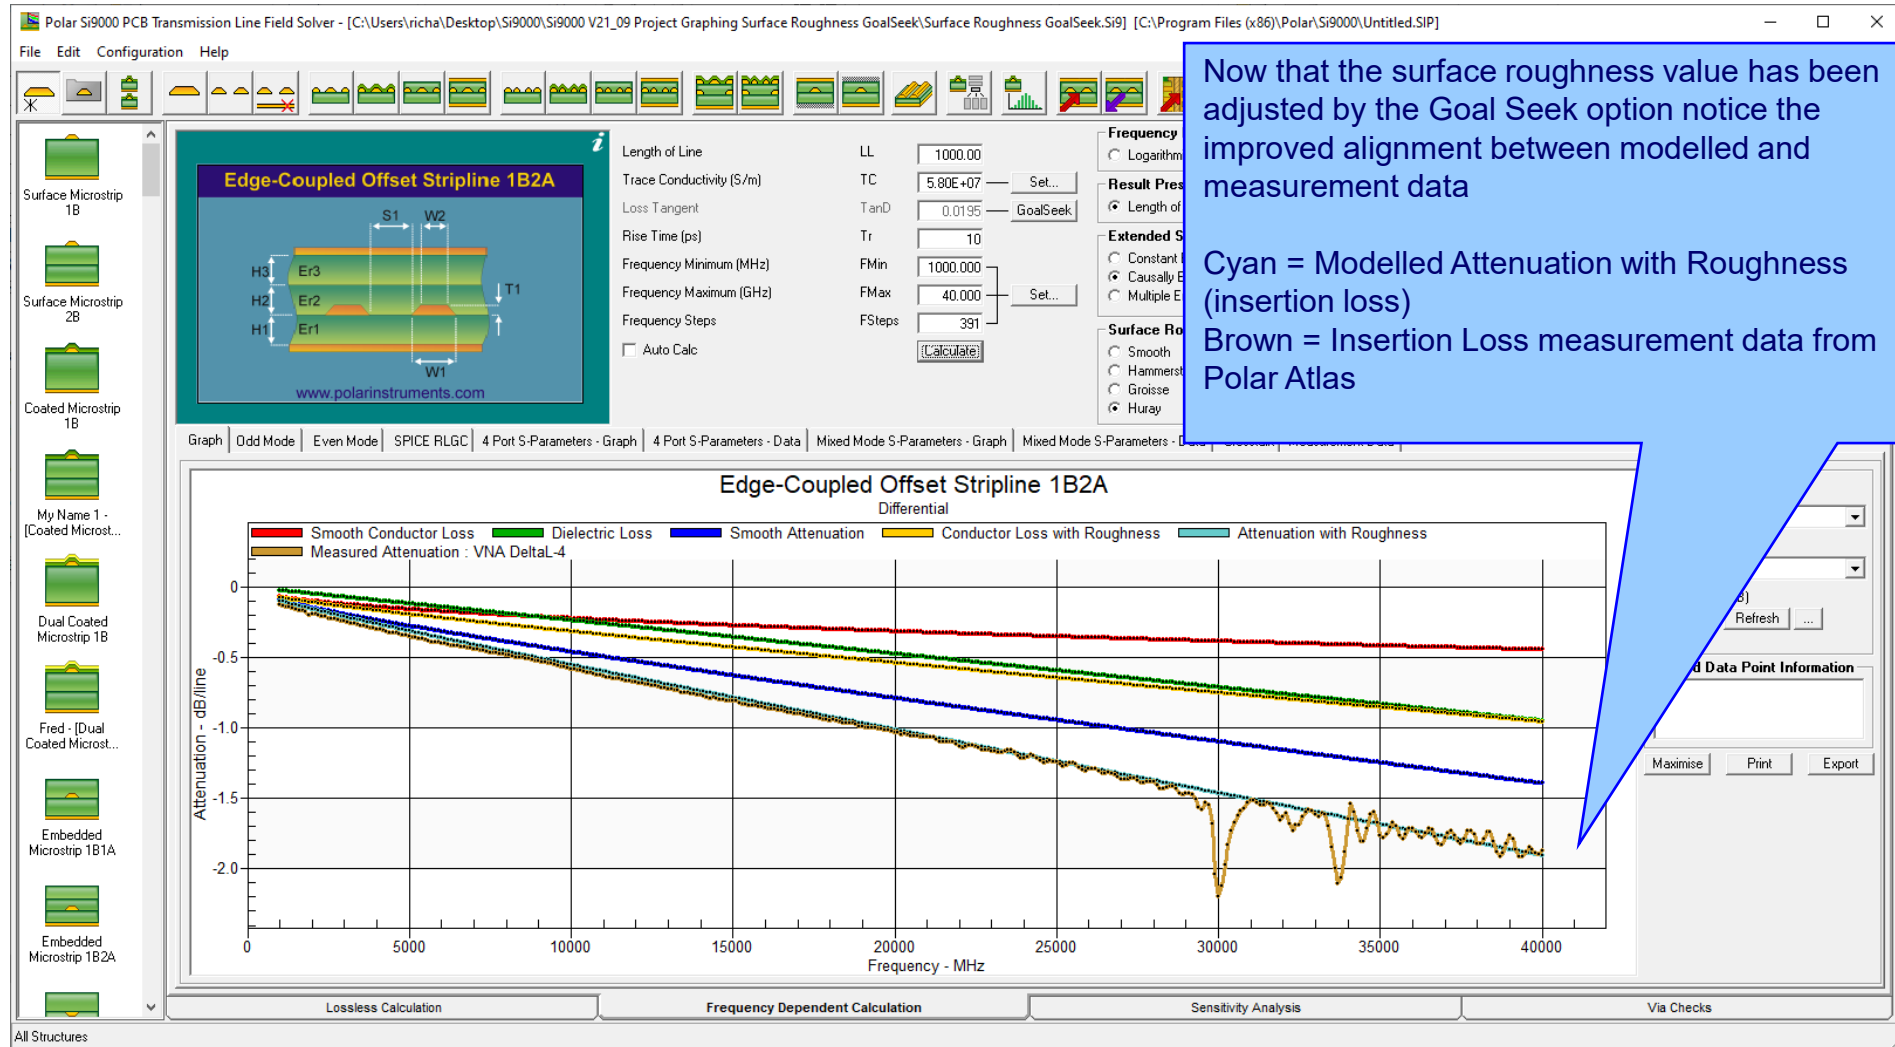 Polar Si9000 PCB Transmission Line Field Solver - [C:\Users\richa\Desktop\Si9000\Si9000 V21_09 Project Graphing Surface Roughness GoalSeek\Surface Roughness GoalSeek.Si9] [C:\Program Files (x86)\Polar\Si9000\Untitled.SIP]
File Edit Configuration Help
Now that the surface roughness value has been
adjusted by the Goal Seek option notice the
improved alignment between modelled and
measurement data
Cyan = Modelled Attenuation with Roughness
(insertion loss)
Brown = Insertion Loss measurement data from
Polar Atlas
Surface Microstrip
1B
Surface Microstrip
2B
Coated Microstrip
1B
My Name 1 -
[Coated Microst...
Dual Coated
Microstrip 1B
Fred - [Dual
Coated Microst...
Embedded
Microstrip 1B1A
Embedded
Microstrip 1B2A
i
Edge-Coupled Offset Stripline 1B2A
S1 W2
H3 Er3
H2 Er2 T1
H1 Er1
W1
www.polarinstruments.com
Length of Line LL 1000.00
Trace Conductivity (S/m) TC 5.80E+07 Set...
Loss Tangent TanD 0.0195 GoalSeek
Rise Time (ps) Tr 10
Frequency Minimum (MHz) FMin 1000.000
Frequency Maximum (GHz) FMax 40.000 Set...
Frequency Steps FSteps 391
Auto Calc Calculate
Frequency
Logarithm
Result Pres
Length of
Extended S
Constant
Causally E
Multiple E
Surface Ro
Smooth
Hammerst
Groisse
Huray
Graph Odd Mode Even Mode SPICE RLGC 4 Port S-Parameters - Graph 4 Port S-Parameters - Data Mixed Mode S-Parameters - Graph Mixed Mode S-Parameters -
Edge-Coupled Offset Stripline 1B2A
Differential
Smooth Conductor Loss Dielectric Loss Smooth Attenuation Conductor Loss with Roughness Attenuation with Roughness
Measured Attenuation : VNA DeltaL-4
Attenuation - dB/line
0
-0.5
-1.0
-1.5
-2.0
0 5000 10000 15000 20000 25000 30000 35000 40000
Frequency - MHz
Refresh ...
Data Point Information
Maximise Print Export
Lossless Calculation Frequency Dependent Calculation Sensitivity Analysis Via Checks
All Structures